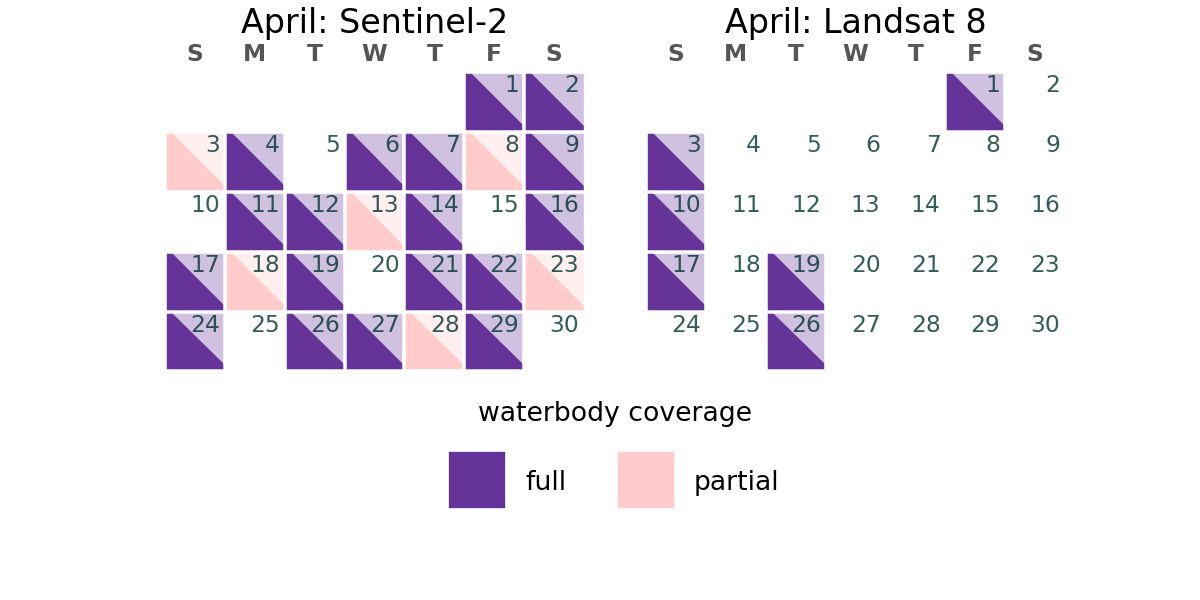 April: Sentinel-2
S M T W T F S
1 2
3 4 5 6 7 8 9
10 11 12 13 14 15 16
17 18 19 20 21 22 23
24 25 26 27 28 29 30
April: Landsat 8
S M T W T F S
1 2
3 4 5 6 7 8 9
10 11 12 13 14 15 16
17 18 19 20 21 22 23
24 25 26 27 28 29 30
waterbody coverage
full
partial